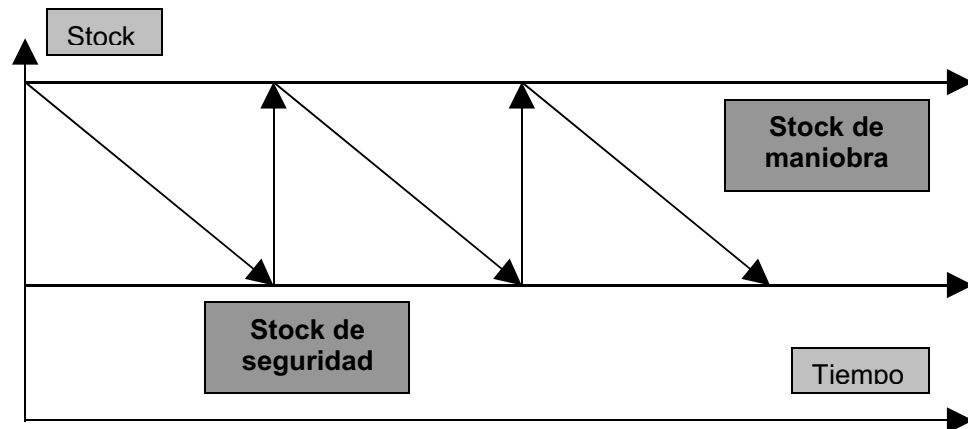 Stock
Stock de
maniobra
Stock de
seguridad
Tiempo